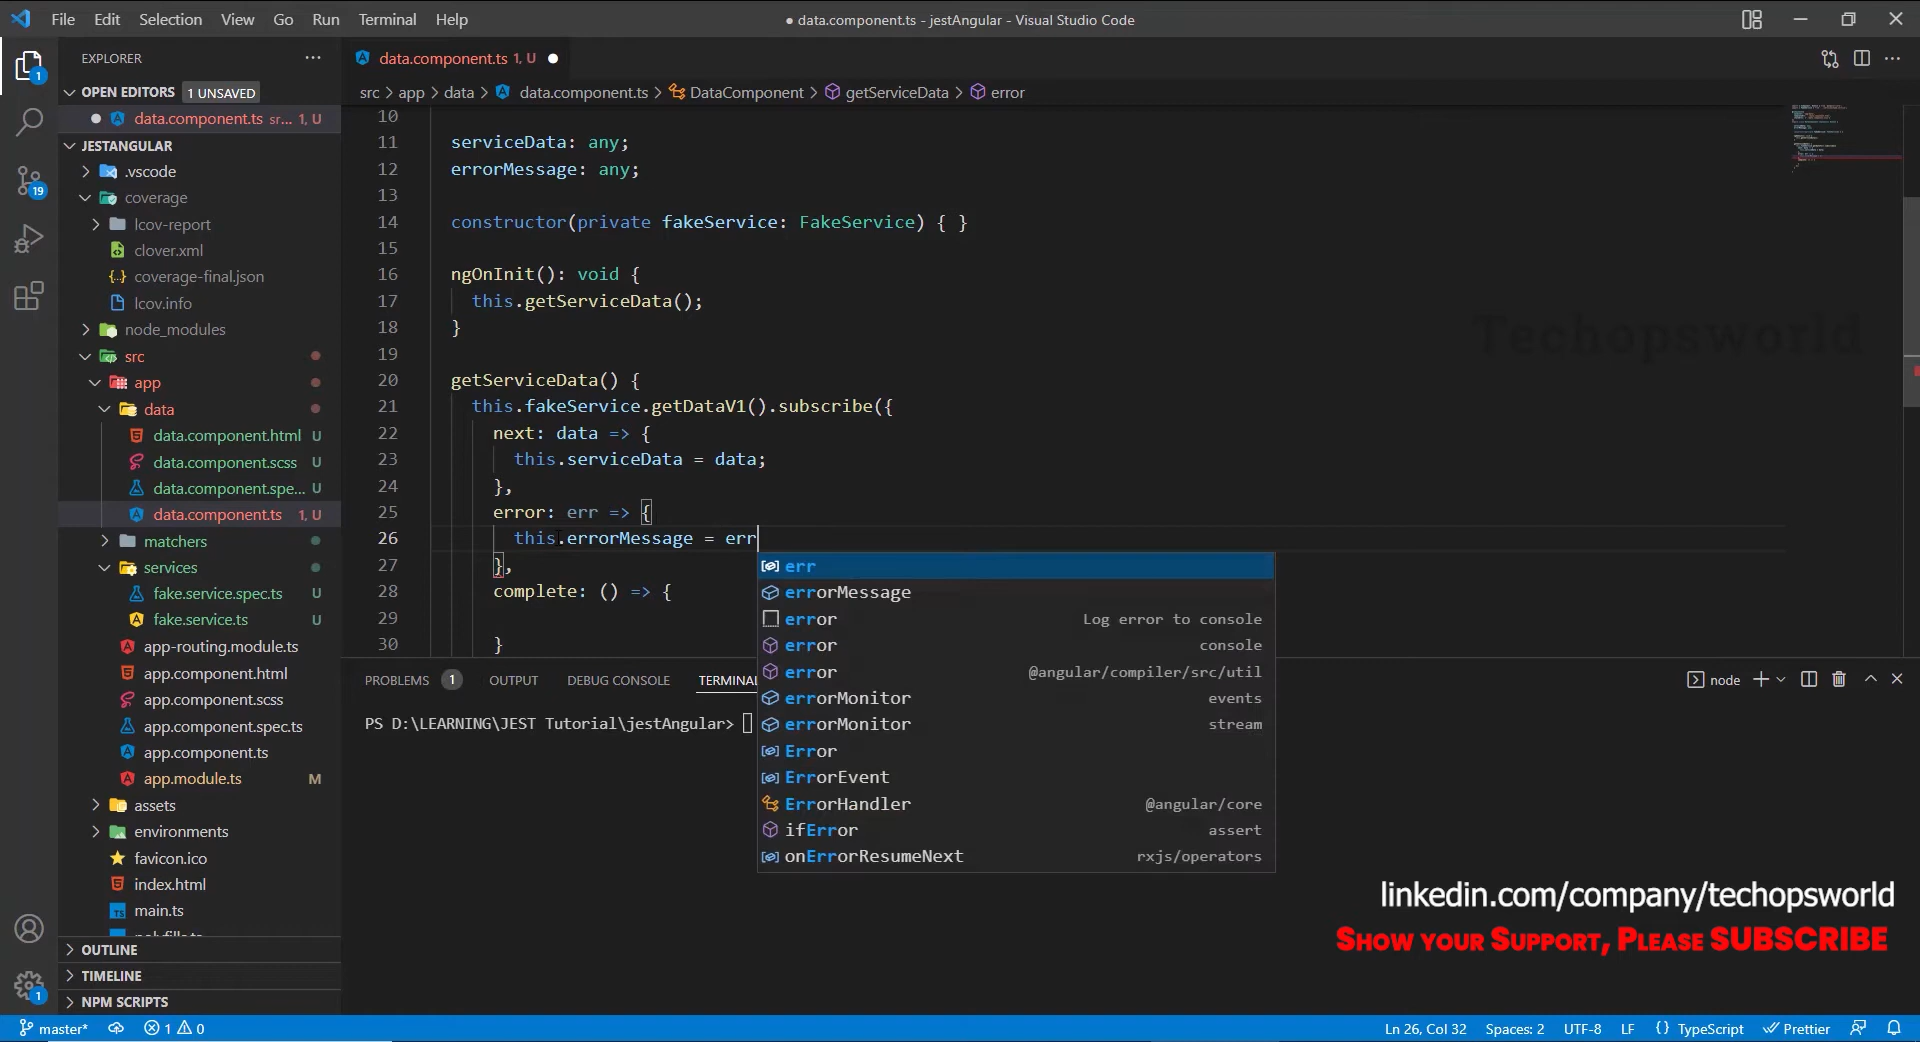 File Edit Selection View Go Run Terminal Help
● data.component.ts - jestAngular - Visual Studio Code
EXPLORER
OPEN EDITORS 1 UNSAVED
data.component.ts sr... 1, U
JESTANGULAR
.vscode
coverage
lcov-report
clover.xml
coverage-final.json
lcov.info
node_modules
src
app
data
data.component.html U
data.component.scss U
data.component.spe... U
data.component.ts 1, U
matchers
services
fake.service.spec.ts U
fake.service.ts U
app-routing.module.ts
app.component.html
app.component.scss
app.component.spec.ts
app.component.ts
app.module.ts M
assets
environments
favicon.ico
index.html
main.ts
polyfills.ts
OUTLINE
TIMELINE
NPM SCRIPTS
1
19
1
data.component.ts 1, U
src > app > data > data.component.ts > DataComponent > getServiceData > error
10
11 serviceData: any;
12 errorMessage: any;
13
14 constructor(private fakeService: FakeService) { }
15
16 ngOnInit(): void {
17 this.getServiceData();
18 }
19
20 getServiceData() {
21 this.fakeService.getDataV1().subscribe({
22 next: data => {
23 this.serviceData = data;
24 },
25 error: err => {
26 this.errorMessage = err
27 },
28 complete: () => {
29
30 }
err
errorMessage
error Log error to console
error console
error @angular/compiler/src/util
errorMonitor events
errorMonitor stream
Error
ErrorEvent
ErrorHandler @angular/core
ifError assert
onErrorResumeNext rxjs/operators
Techopsworld
PROBLEMS 1 OUTPUT DEBUG CONSOLE TERMINAL
node
PS D:\LEARNING\JEST Tutorial\jestAngular>
linkedin.com/company/techopsworld
Show your Support, Please SUBSCRIBE
master* 1 0
Ln 26, Col 32 Spaces: 2 UTF-8 LF {} TypeScript Prettier